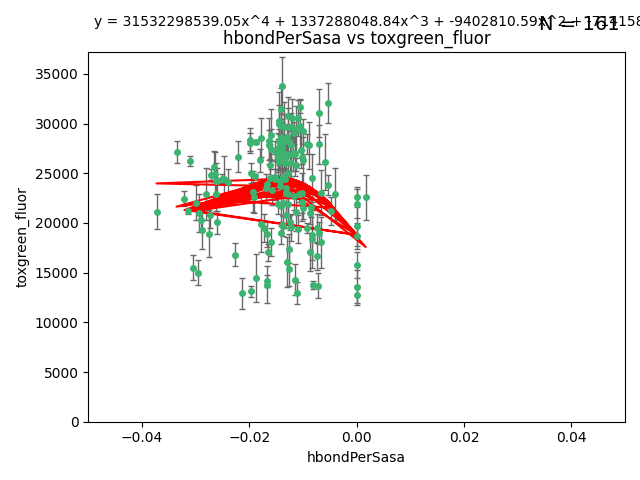 y = 31532298539.05x^4 + 1337288048.84x^3 + -9402810.59x^2 +
N = 161
hbondPerSasa vs toxgreen_fluor
toxgreen_fluor
35000
30000
25000
20000
15000
10000
5000
0
−0.04 −0.02 0.00 0.02 0.04
hbondPerSasa